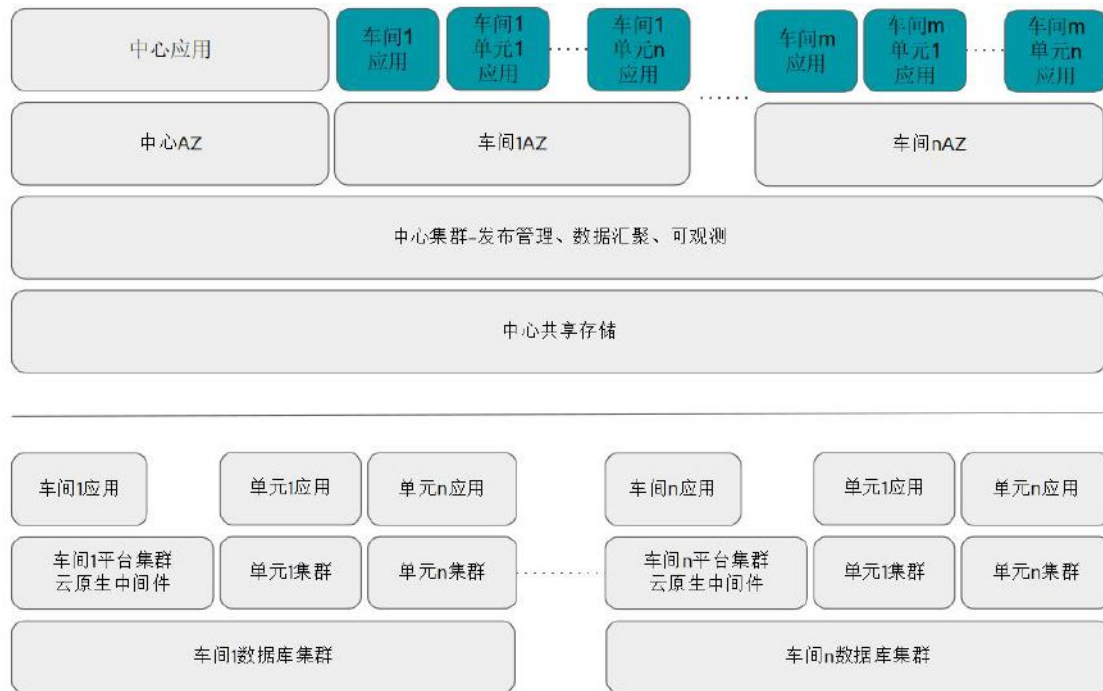 中心应用
车间1
应用
车间1
单元1
应用
车间1
单元n
应用
车间m
应用
车间m
单元1
应用
车间m
单元n
应用
中心AZ
车间1AZ
车间nAZ
中心集群-发布管理、数据汇聚、可观测
中心共享存储
车间1应用
单元1应用
单元n应用
车间n应用
单元1应用
单元n应用
车间1平台集群
云原生中间件
单元1集群
单元n集群
车间n平台集群
云原生中间件
单元1集群
单元n集群
车间1数据库集群
车间n数据库集群